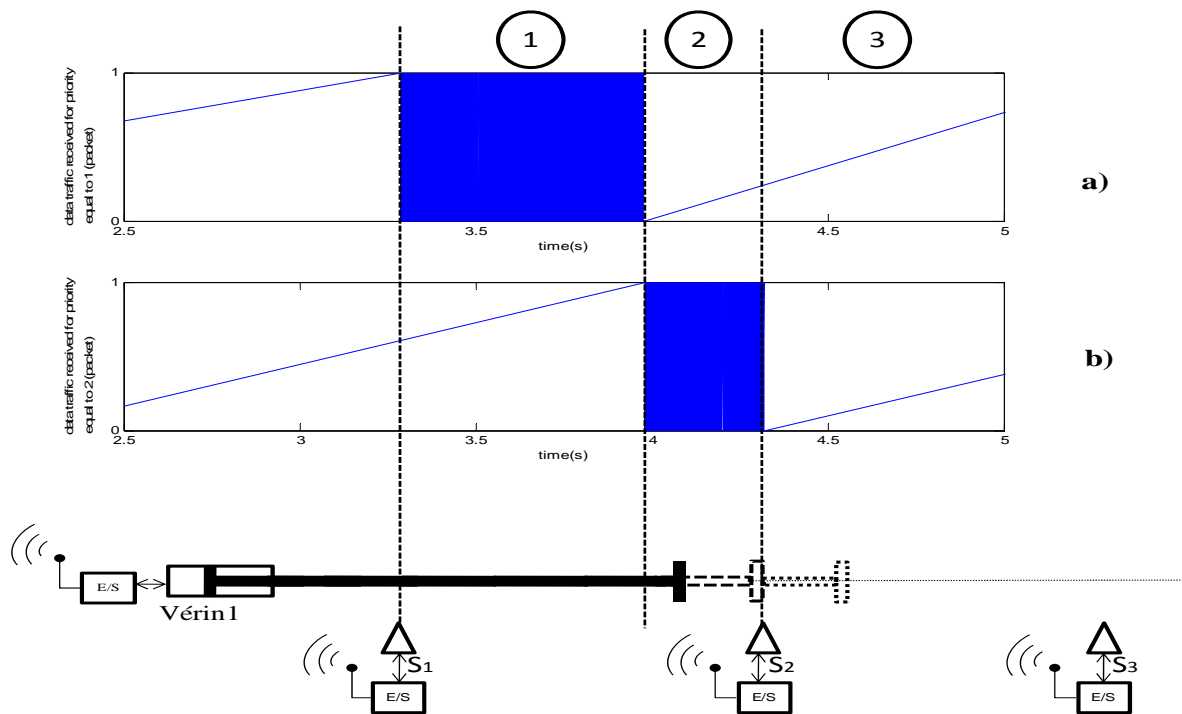 1
2
3
1
0
data traffic received for priority
equal to 1 (packet)
2.5
3.5
4.5
5
time(s)
a)
1
0
data traffic received for priority
equal to 2 (packet)
2.5
3
3.5
4
4.5
5
time(s)
b)
E/S
Vérin1
S1
S2
S3
E/S
E/S
E/S